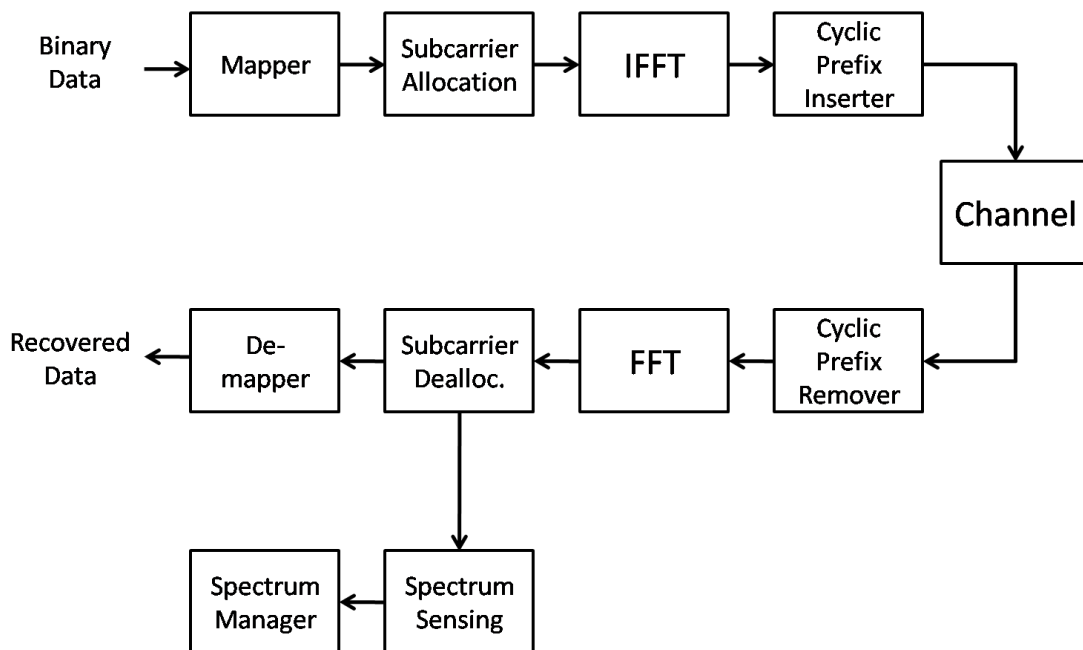 Binary
Data
Mapper
Subcarrier
Allocation
IFFT
Cyclic
Prefix
Inserter
Channel
Recovered
Data
De-
mapper
Subcarrier
Dealloc.
FFT
Cyclic
Prefix
Remover
Spectrum
Manager
Spectrum
Sensing